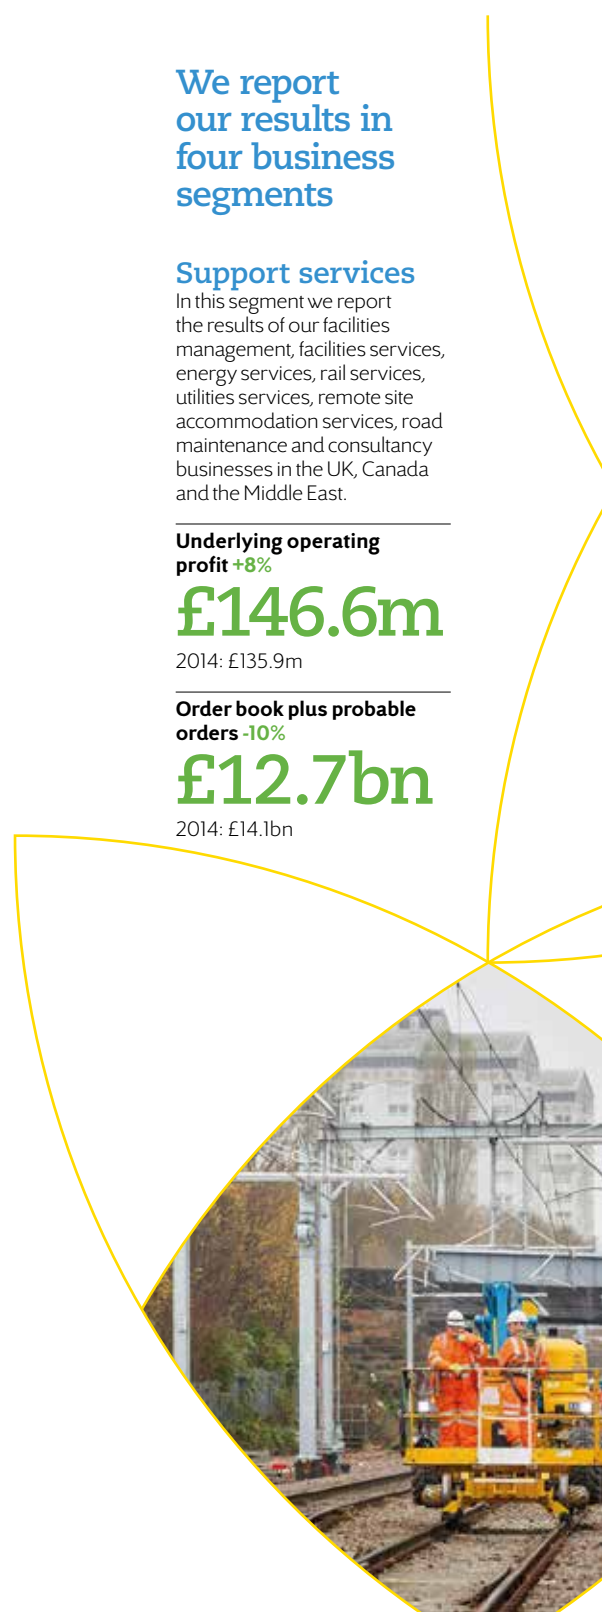 We report
our results in
four business
segments
Support services
In this segment we report
the results of our facilities
management, facilities services,
energy services, rail services,
utilities services, remote site
accommodation services, road
maintenance and consultancy
businesses in the UK, Canada
and the Middle East.
Underlying operating
profit +8%
£146.6m
2014: £135.9m
Order book plus probable
orders -10%
£12.7bn
2014: £14.1bn